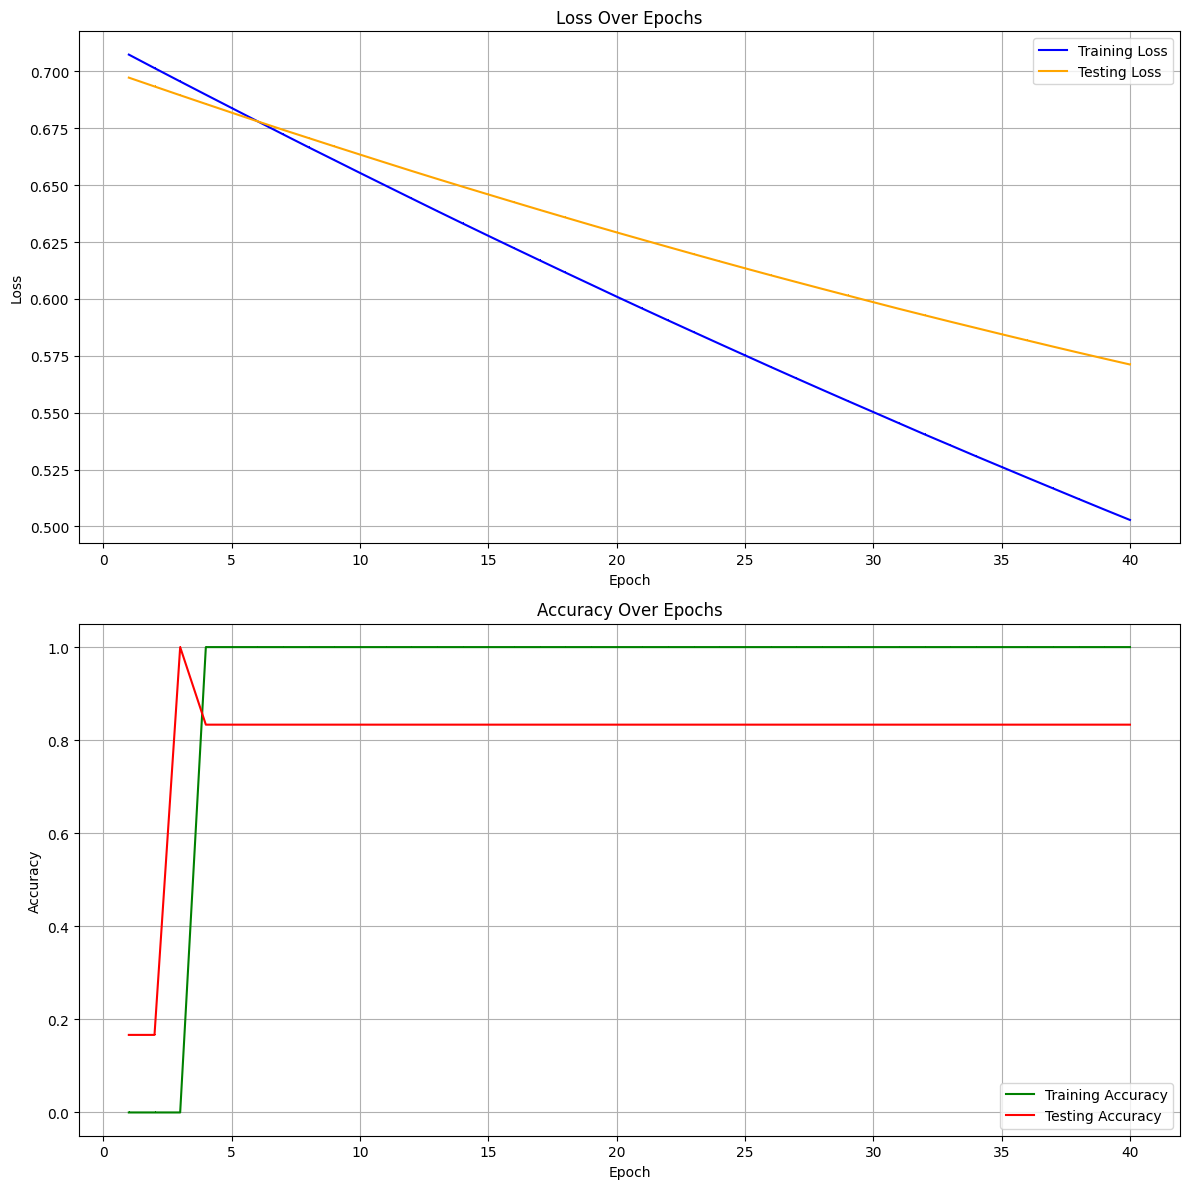 Loss Over Epochs
Loss
0.700
0.675
0.650
0.625
0.600
0.575
0.550
0.525
0.500
Training Loss
Testing Loss
0 5 10 15 20 25 30 35 40
Epoch
Accuracy Over Epochs
Accuracy
1.0
0.8
0.6
0.4
0.2
0.0
Training Accuracy
Testing Accuracy
0 5 10 15 20 25 30 35 40
Epoch